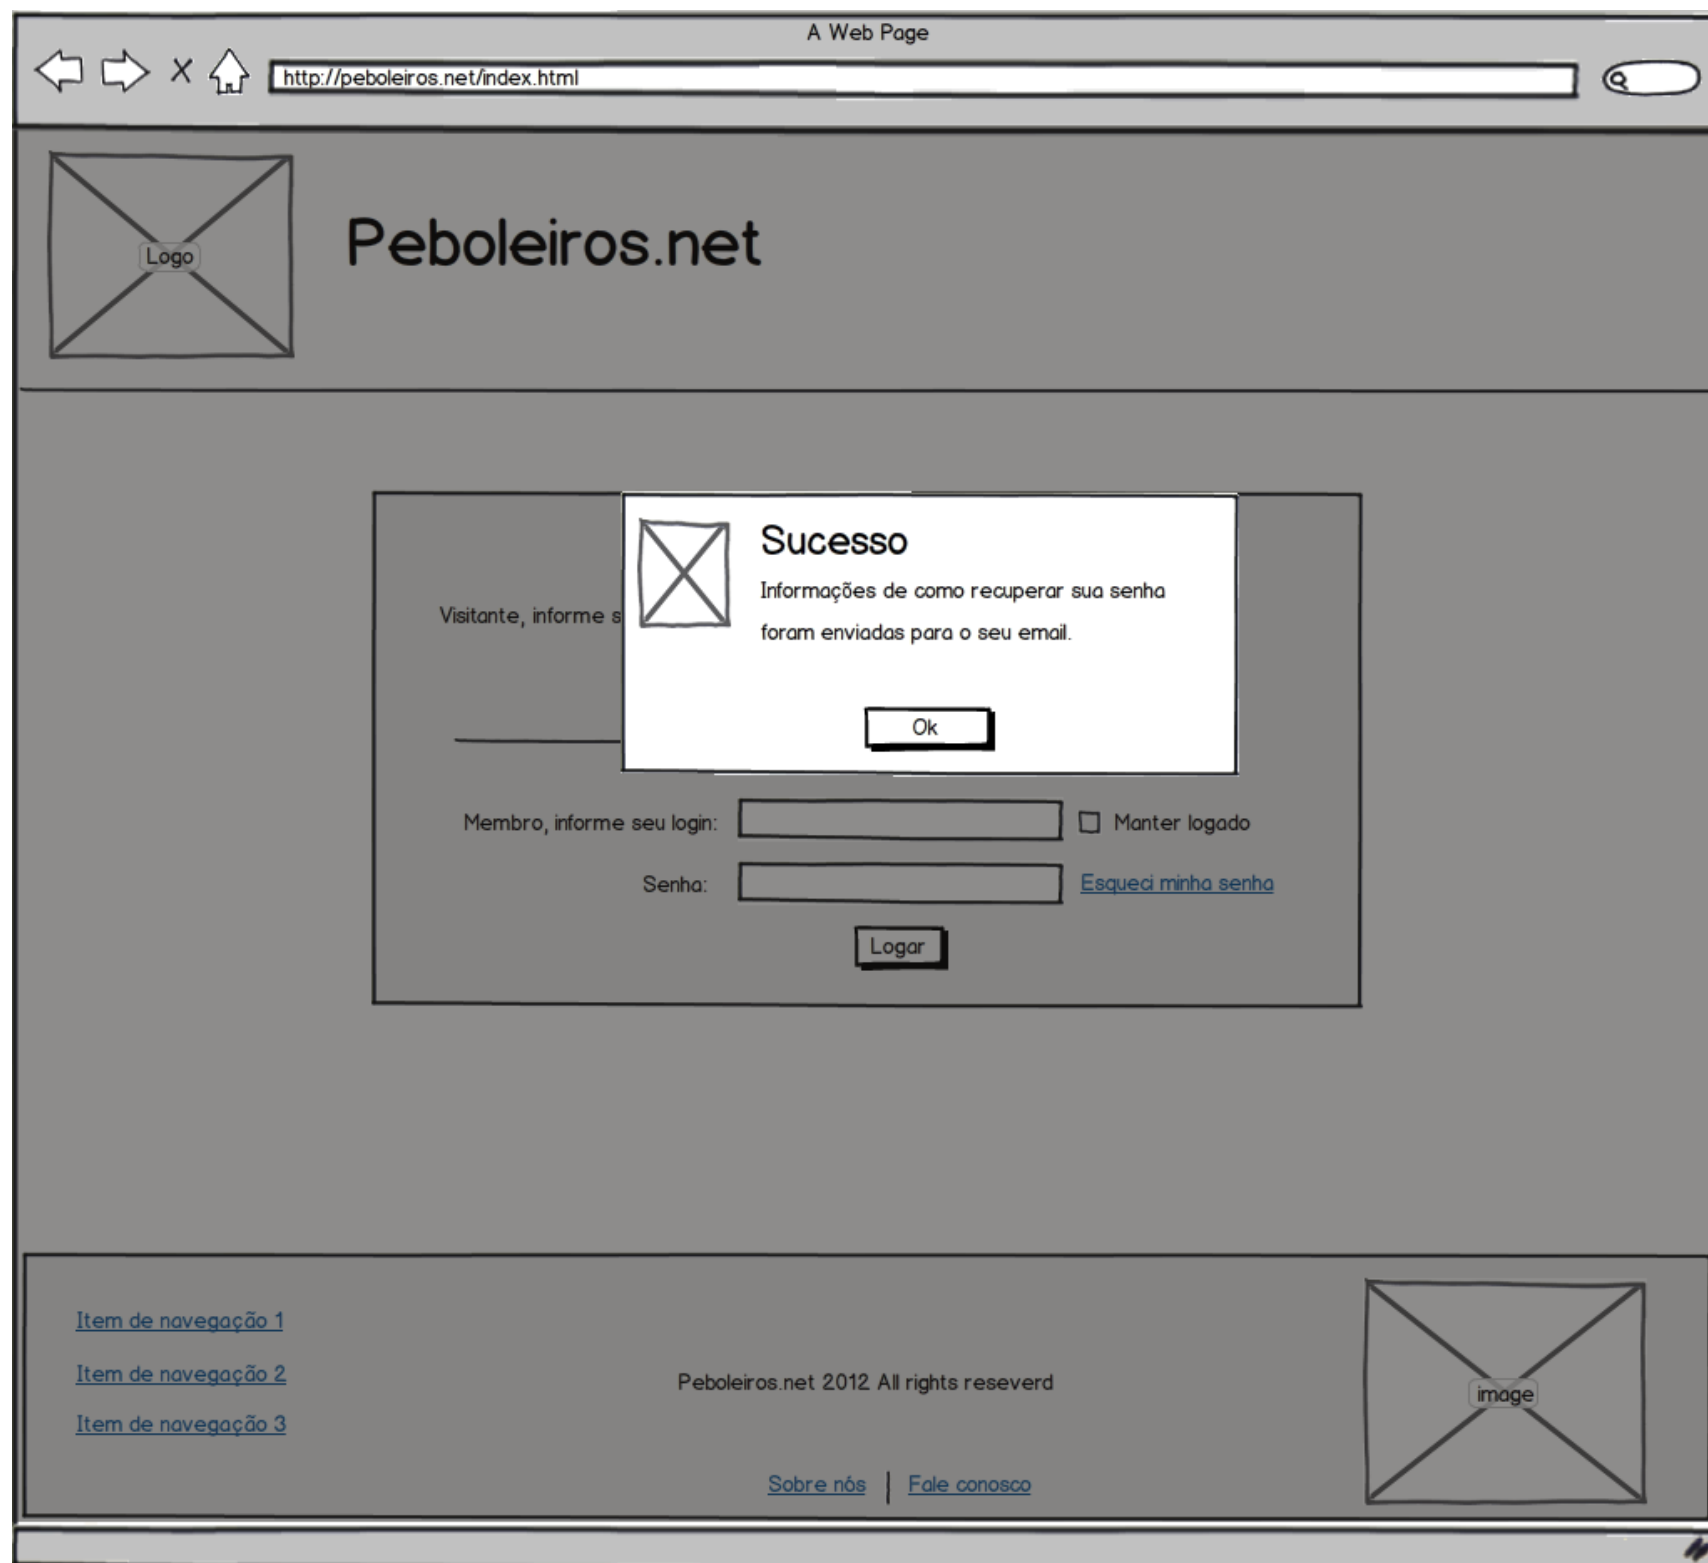 A Web Page
http://peboleiros.net/index.html
Logo
Peboleiros.net
Sucesso
Informações de como recuperar sua senha
foram enviadas para o seu email.
Ok
Visitante, informe
Membro, informe seu login:
Manter logado
Senha:
Esqueci minha senha
Logar
Item de navegação 1
Item de navegação 2
Item de navegação 3
Peboleiros.net 2012 All rights reseverd
image
Sobre nós
Fale conosco